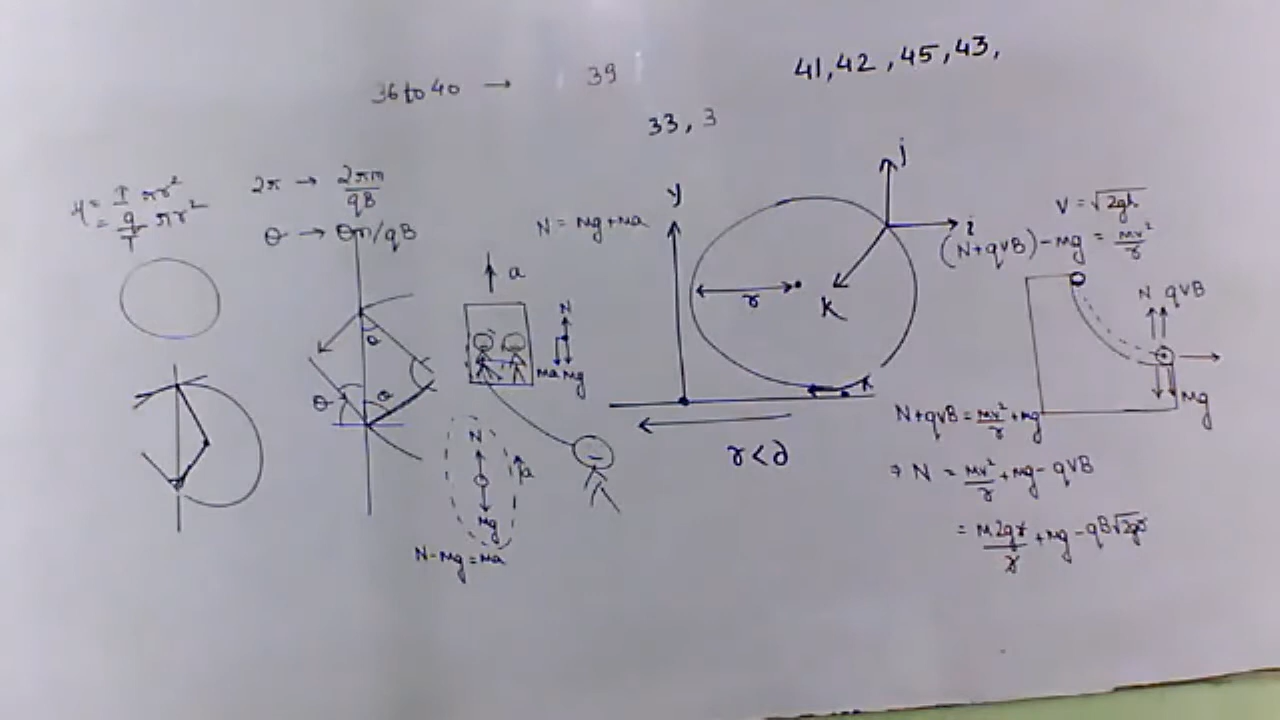 36 to 40 → 39
41, 42, 45, 43,
33, 3
M = I πr²
= q/T πr²
2π → 2πm/qB
θ → θm/qB
θ
θ
θ
a
N = mg+ma
N
ma mg
N
a
mg
N-mg=ma
y
r
j
i
K
x
r<d
V = √2gh
(N+qVB)-mg = mv²/r
N qVB
mg
N+qVB = mv²/r + mg
⇒ N = mv²/r + mg - qVB
= m2gr/r + mg - qB√2gr